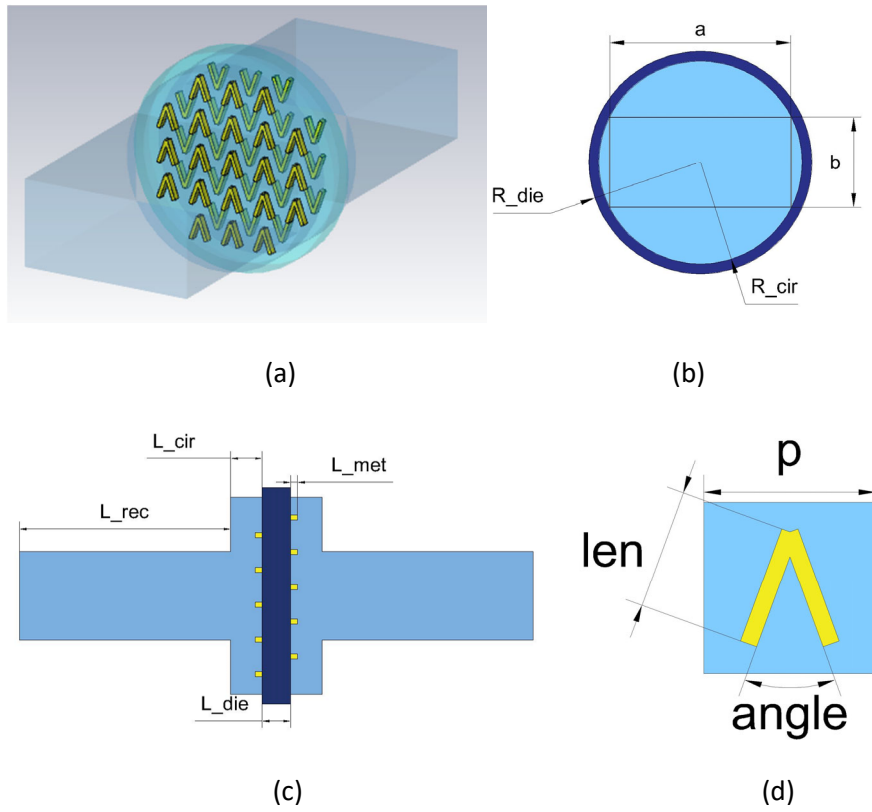 a
b
R_die
R_cir
(a)
(b)
L_cir
L_met
L_rec
L_die
p
len
angle
(c)
(d)